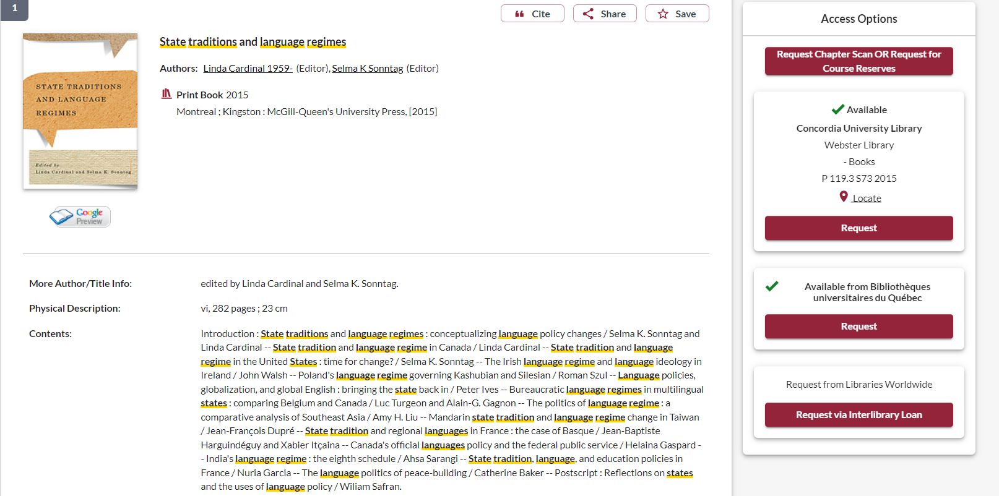 1
Cite
Share
Save
STATE TRADITIONS
AND LANGUAGE
REGIMES
Edited by
Linda Cardinal and Selma K. Sonntag
Google
Preview
State traditions and language regimes
Authors: Linda Cardinal 1959- (Editor), Selma K Sonntag (Editor)
Print Book 2015
Montreal ; Kingston : McGill-Queen's University Press, [2015]
More Author/Title Info: edited by Linda Cardinal and Selma K. Sonntag.
Physical Description: vi, 282 pages ; 23 cm
Contents: Introduction : State traditions and language regimes : conceptualizing language policy changes / Selma K. Sonntag and
Linda Cardinal -- State tradition and language regime in Canada / Linda Cardinal -- State tradition and language
regime in the United States : time for change? / Selma K. Sonntag -- The Irish language regime and language ideology in
Ireland / John Walsh -- Poland's language regime governing Kashubian and Silesian / Roman Szul -- Language policies,
globalization, and global English : bringing the state back in / Peter Ives -- Bureaucratic language regimes in multilingual
states : comparing Belgium and Canada / Luc Turgeon and Alain-G. Gagnon -- The politics of language regime : a
comparative analysis of Southeast Asia / Amy H. Liu -- Mandarin state tradition and language regime change in Taiwan
/ Jean-François Dupré -- State tradition and regional languages in France : the case of Basque / Jean-Baptiste
Harguindéguy and Xabier Itçaina -- Canada's official languages policy and the federal public service / Helaina Gaspard -
- India's language regime : the eighth schedule / Ahsa Sarangi -- State tradition, language, and education policies in
France / Nuria Garcia -- The language politics of peace-building / Catherine Baker -- Postscript : Reflections on states
and the uses of language policy / Wiliam Safran.
Access Options
Request Chapter Scan OR Request for
Course Reserves
Available
Concordia University Library
Webster Library
- Books
P 119.3 S73 2015
Locate
Request
Available from Bibliothèques
universitaires du Québec
Request
Request from Libraries Worldwide
Request via Interlibrary Loan